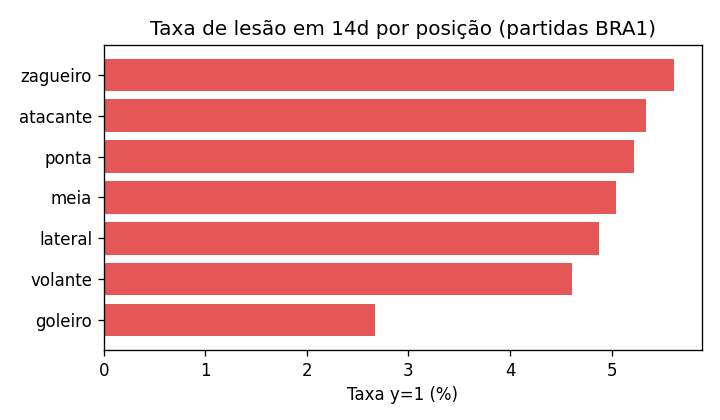 Taxa de lesão em 14d por posição (partidas BRA1)
zagueiro
atacante
ponta
meia
lateral
volante
goleiro
0 1 2 3 4 5
Taxa y=1 (%)